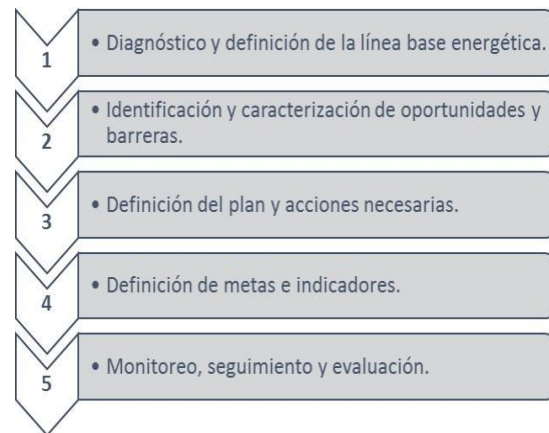 1
• Diagnóstico y definición de la línea base energética.
2
• Identificación y caracterización de oportunidades y
barreras.
3
• Definición del plan y acciones necesarias.
4
• Definición de metas e indicadores.
5
• Monitoreo, seguimiento y evaluación.